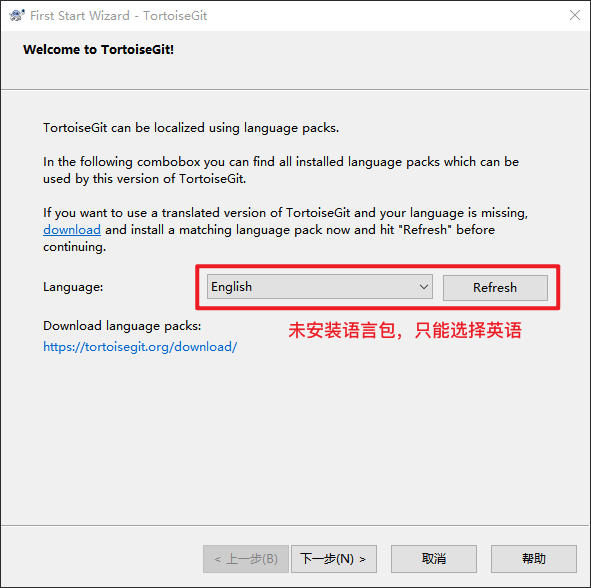 First Start Wizard - TortoiseGit
Welcome to TortoiseGit!
TortoiseGit can be localized using language packs.
In the following combobox you can find all installed language packs which can be
used by this version of TortoiseGit.
If you want to use a translated version of TortoiseGit and your language is missing,
download and install a matching language pack now and hit "Refresh" before
continuing.
Language: English Refresh
未安装语言包，只能选择英语
Download language packs:
https://tortoisegit.org/download/
< 上一步(B) 下一步(N) > 取消 帮助